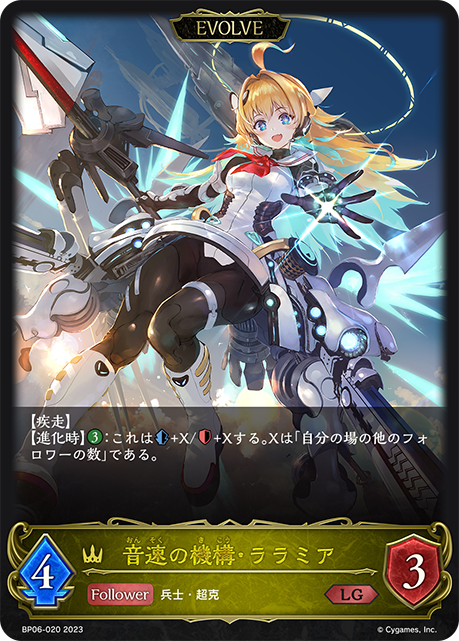 EVOLVE
【疾走】
【進化時】3:これは+X/+Xする。Xは「自分の場の他のフォ
ロワーの数」である。
おんそく きこう
音速の機構・ララミア
4
Follower 兵士・超克 LG
3
BP06-020 2023 © Cygames, Inc.